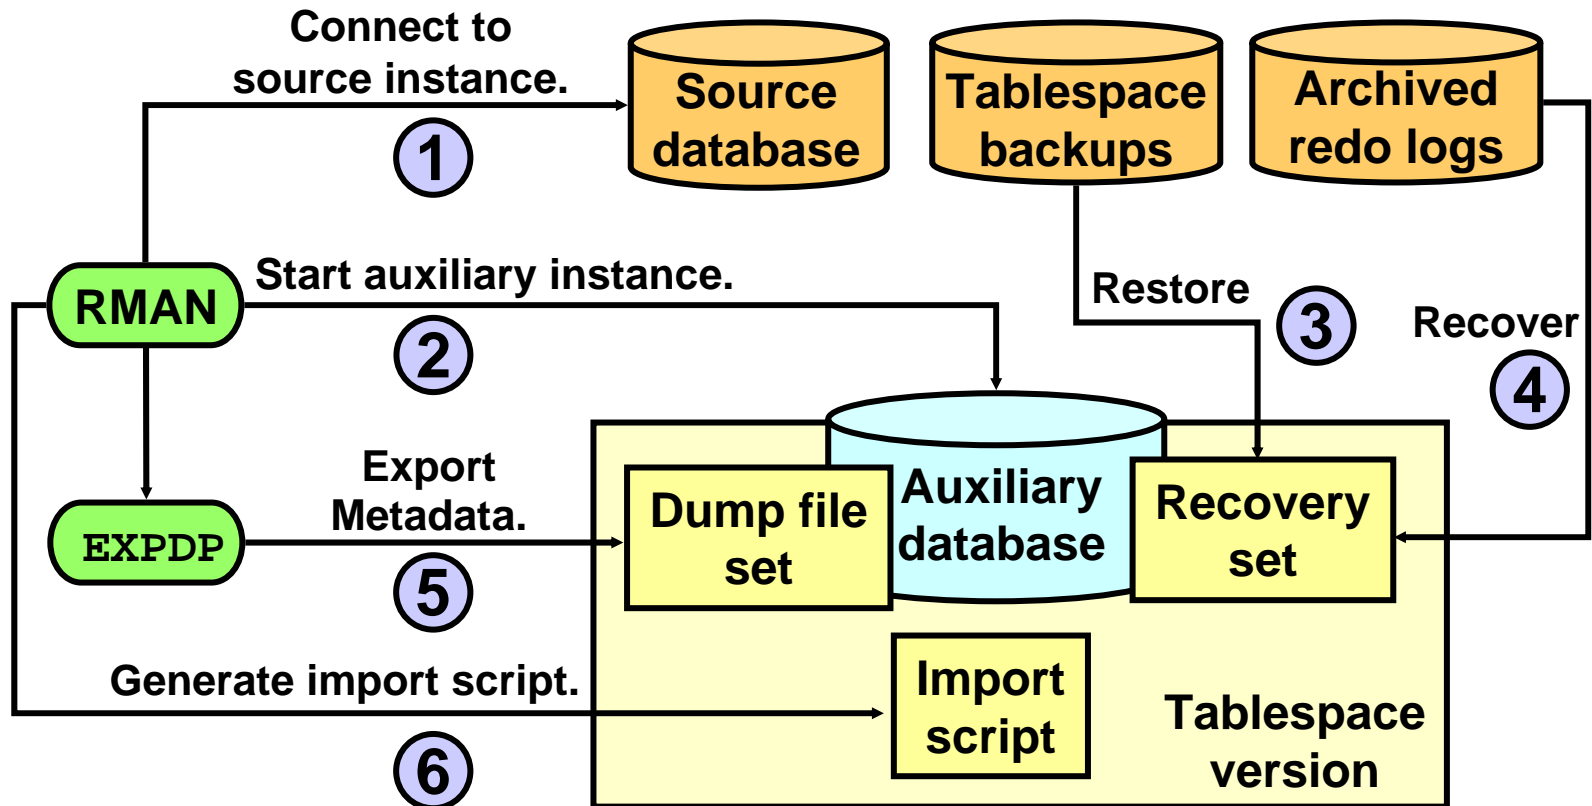 Connect to
source instance.
1
Source
database
Tablespace
backups
Archived
redo logs
RMAN
Start auxiliary instance.
2
Restore
3
Recover
4
EXPDP
Export
Metadata.
5
Dump file
set
Auxiliary
database
Recovery
set
Generate import script.
6
Import
script
Tablespace
version